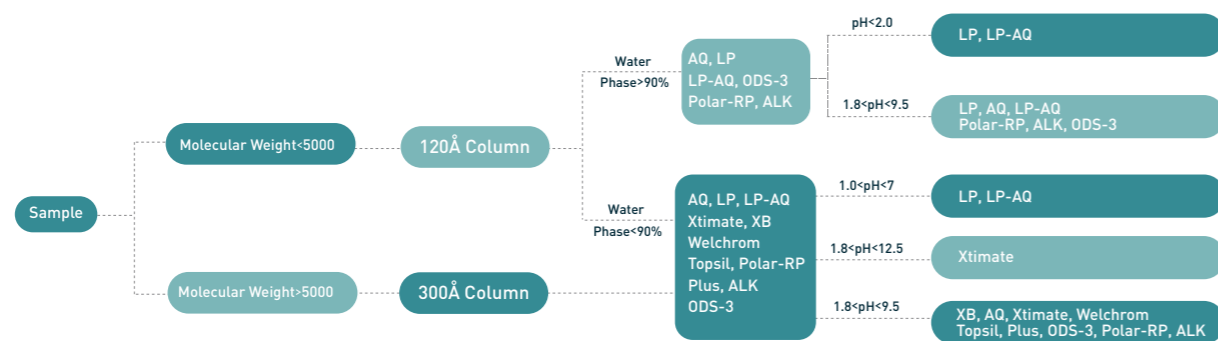 Sample
Molecular Weight<5000
Molecular Weight>5000
120Å Column
300Å Column
Water
Phase>90%
Water
Phase<90%
AQ, LP
LP-AQ, ODS-3
Polar-RP, ALK
AQ, LP, LP-AQ
Xtimate, XB
Welchrom
Topsil, Polar-RP
Plus, ALK
ODS-3
pH<2.0
LP, LP-AQ
1.8<pH<9.5
LP, AQ, LP-AQ
Polar-RP, ALK, ODS-3
1.0<pH<7
LP, LP-AQ
1.8<pH<12.5
Xtimate
1.8<pH<9.5
XB, AQ, Xtimate, Welchrom
Topsil, Plus, ODS-3, Polar-RP, ALK